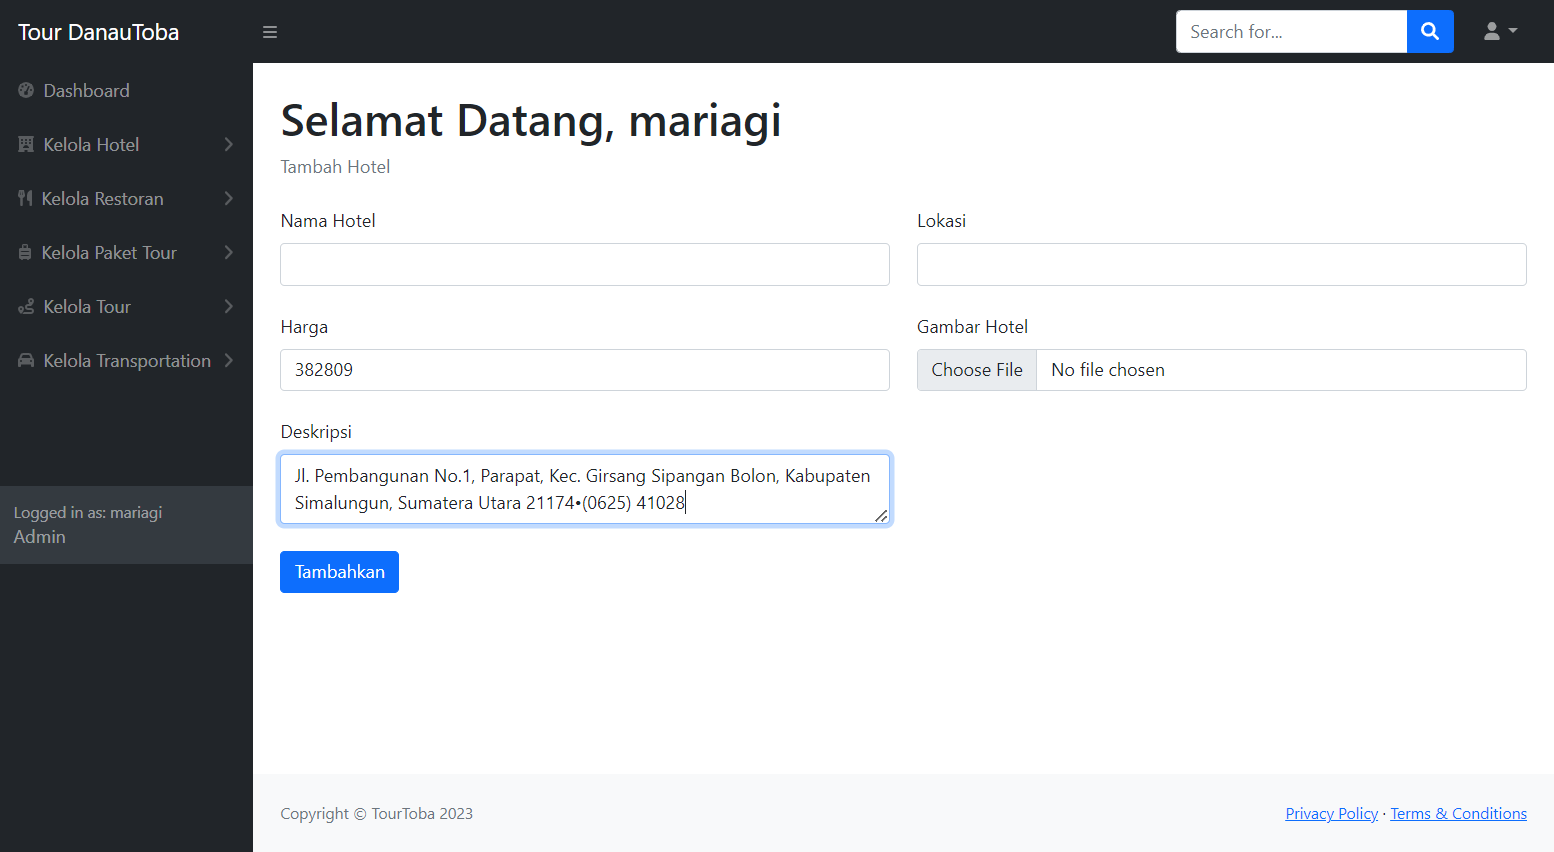 Tour DanauToba
Search for...
Dashboard
Kelola Hotel
Kelola Restoran
Kelola Paket Tour
Kelola Tour
Kelola Transportation
Logged in as: mariagi
Admin
Selamat Datang, mariagi
Tambah Hotel
Nama Hotel
Lokasi
Harga
382809
Gambar Hotel
Choose File No file chosen
Deskripsi
Jl. Pembangunan No.1, Parapat, Kec. Girsang Sipangan Bolon, Kabupaten
Simalungun, Sumatera Utara 21174•(0625) 41028
Tambahkan
Copyright © TourToba 2023
Privacy Policy · Terms & Conditions